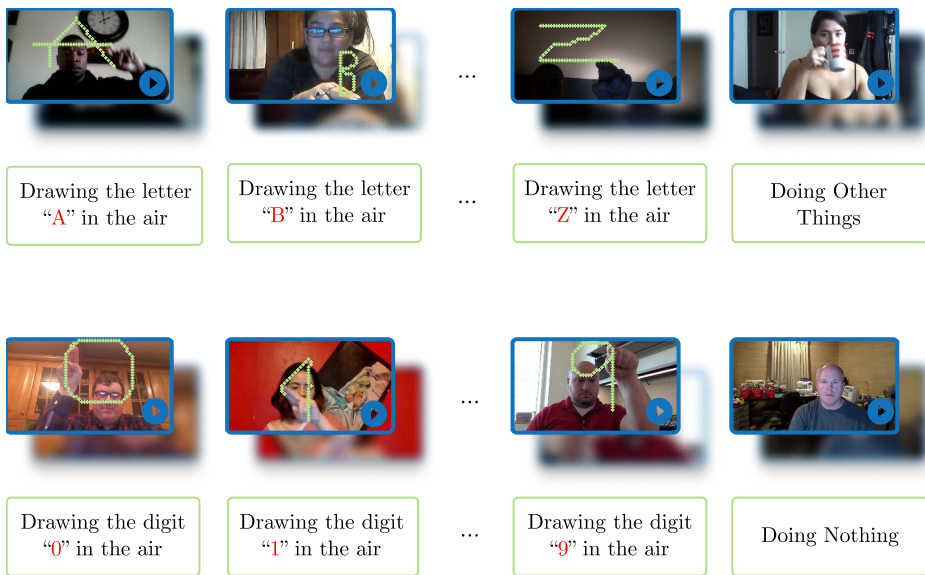 Drawing the letter
“A” in the air
Drawing the letter
“B” in the air
...
...
Drawing the letter
“Z” in the air
Doing Other
Things
Drawing the digit
“0” in the air
Drawing the digit
“1” in the air
...
...
Drawing the digit
“9” in the air
Doing Nothing